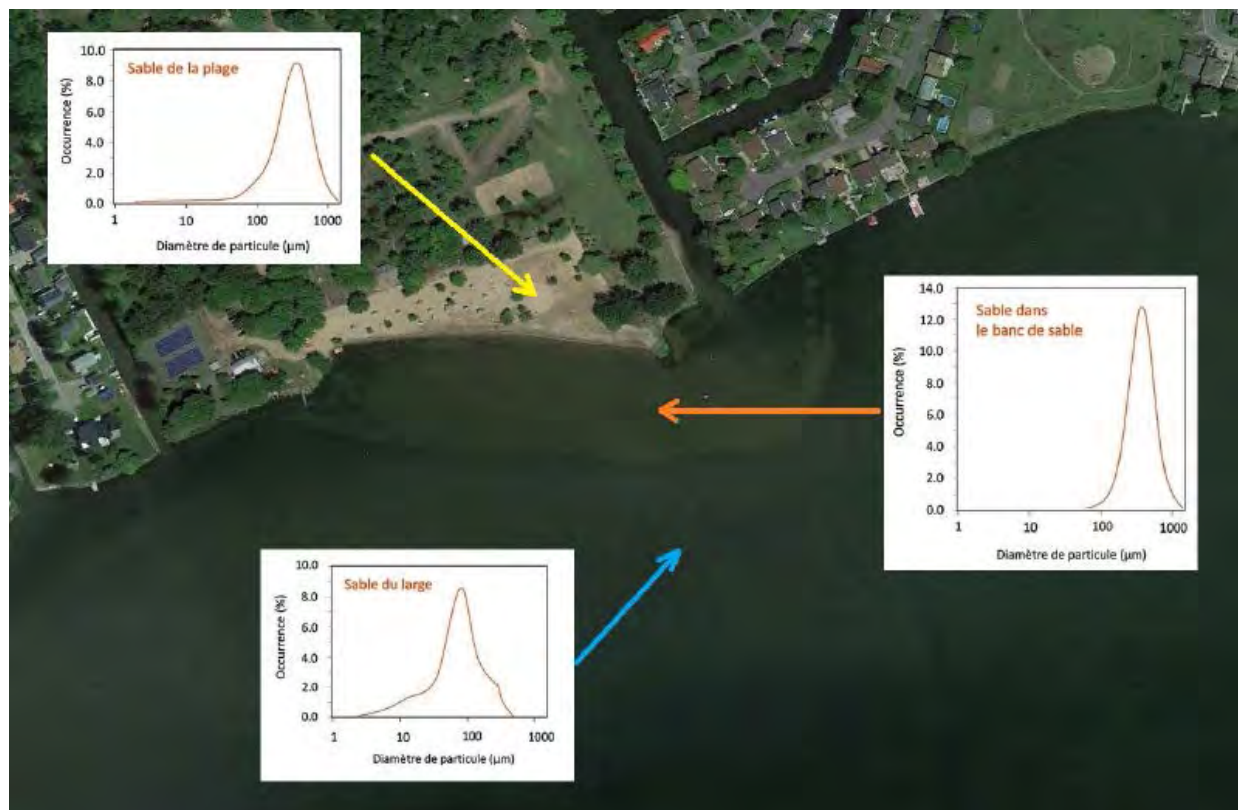 10.0
Sable de la plage
8.0
6.0
4.0
2.0
0.0
Occurrence (%)
1 10 100 1000
Diamètre de particule (µm)
14.0
Sable dans
le banc de sable
12.0
10.0
8.0
6.0
4.0
2.0
0.0
Occurrence (%)
1 10 100 1000
Diamètre de particule (µm)
10.0
Sable du large
8.0
6.0
4.0
2.0
0.0
Occurrence (%)
1 10 100 1000
Diamètre de particule (µm)